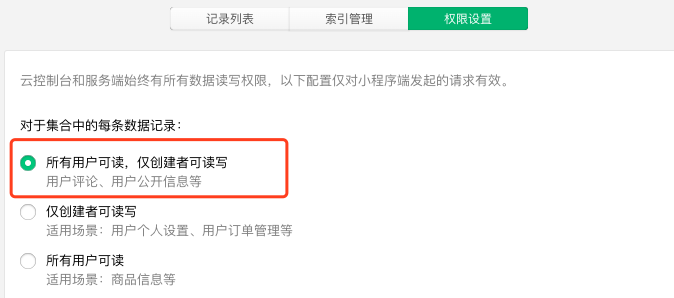 记录列表
索引管理
权限设置
云控制台和服务端始终有所有数据读写权限，以下配置仅对小程序端发起的请求有效。
对于集合中的每条数据记录：
所有用户可读，仅创建者可读写
用户评论、用户公开信息等
仅创建者可读写
适用场景：用户个人设置、用户订单管理等
所有用户可读
适用场景：商品信息等